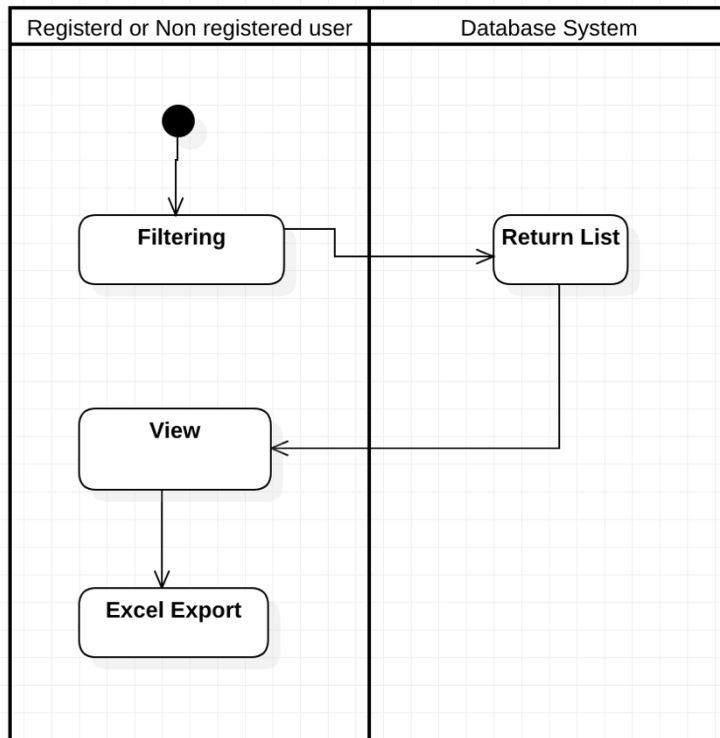 Registerd or Non registered user
Database System
Filtering
Return List
View
Excel Export